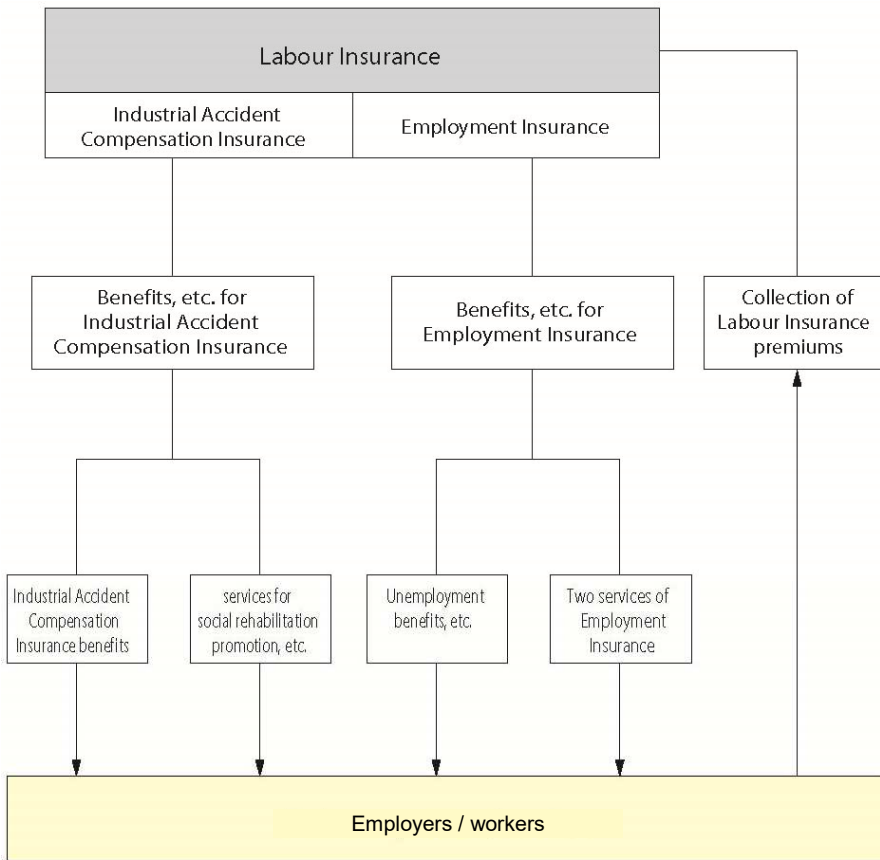 Labour Insurance
Industrial Accident
Compensation Insurance
Employment Insurance
Benefits, etc. for
Industrial Accident
Compensation Insurance
Benefits, etc. for
Employment Insurance
Collection of
Labour Insurance
premiums
Industrial Accident
Compensation
Insurance benefits
services for
social rehabilitation
promotion, etc.
Unemployment
benefits, etc.
Two services of
Employment
Insurance
Employers / workers